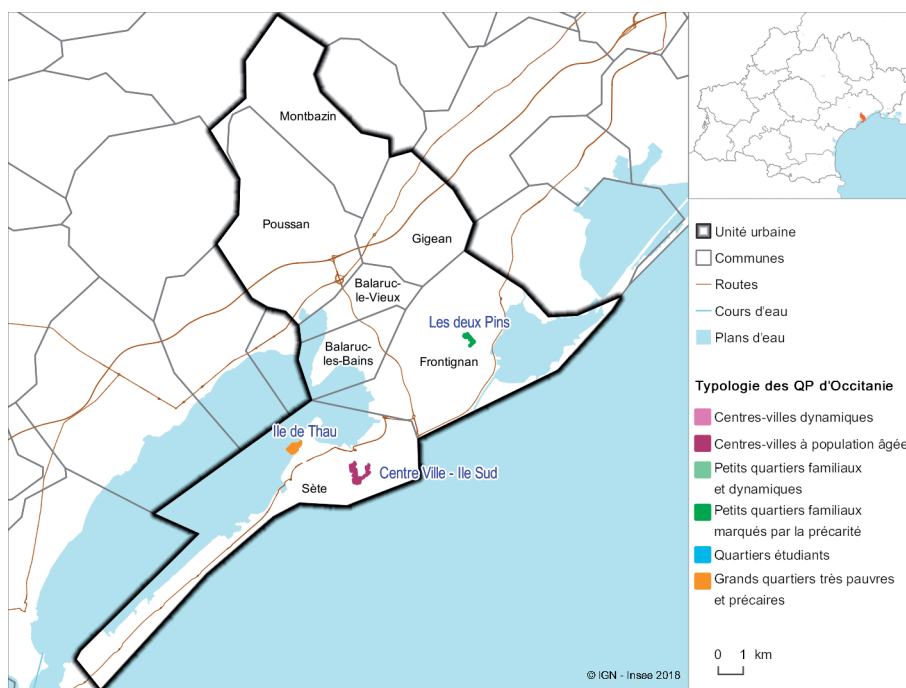 Montbazin
Poussan
Gigean
Balaruc-
le-Vieux
Les deux Pins
Balaruc-
les-Bains
Frontignan
Ile de Thau
Centre Ville - Ile Sud
Sète
© IGN - Insee 2018
Unité urbaine
Communes
Routes
Cours d'eau
Plans d'eau
Typologie des QP d'Occitanie
Centres-villes dynamiques
Centres-villes à population âgée
Petits quartiers familiaux
et dynamiques
Petits quartiers familiaux
marqués par la précarité
Quartiers étudiants
Grands quartiers très pauvres
et précaires
0 1 km